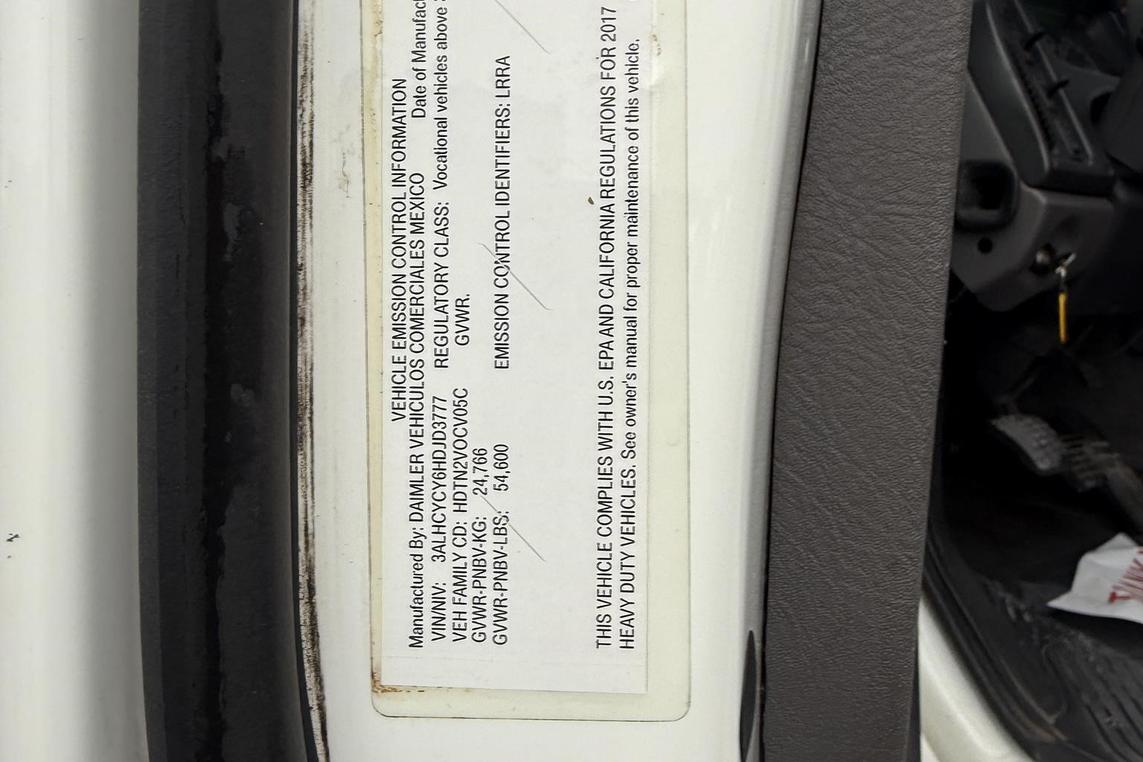 VEHICLE EMISSION CONTROL INFORMATION
Manufactured By: DAIMLER VEHICULOS COMERCIALES MEXICO Date of Manufac
VIN/NIV: 3ALHCYCY6HDJD3777 REGULATORY CLASS: Vocational vehicles above
VEH FAMILY CD: HDTN2VOCV05C GVWR.
GVWR-PNBV-KG: 24,766
GVWR-PNBV-LBS: 54,600 EMISSION CONTROL IDENTIFIERS: LRRA
THIS VEHICLE COMPLIES WITH U.S. EPA AND CALIFORNIA REGULATIONS FOR 2017
HEAVY DUTY VEHICLES. See owner's manual for proper maintenance of this vehicle.